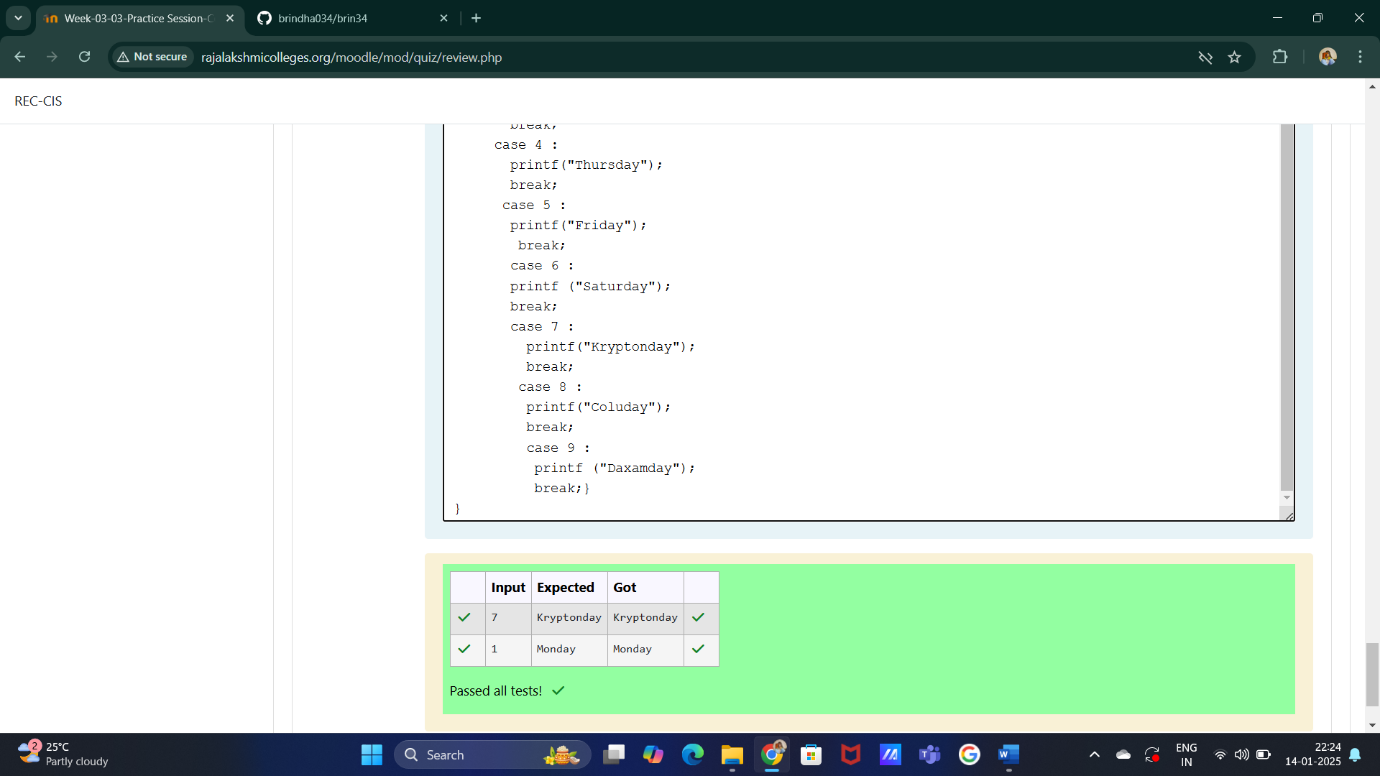 Week-03-03-Practice Session-C
brindha034/brin34
Not secure
rajalakshmicolleges.org/moodle/mod/quiz/review.php
REC-CIS
break;
case 4 :
printf("Thursday");
break;
case 5 :
printf("Friday");
break;
case 6 :
printf ("Saturday");
break;
case 7 :
printf("Kryptonday");
break;
case 8 :
printf("Coluday");
break;
case 9 :
printf ("Daxamday");
break;}
}
Input Expected Got
7 Kryptonday Kryptonday
1 Monday Monday
Passed all tests!
2
25°C
Partly cloudy
Search
W
ENG
IN
22:24
14-01-2025